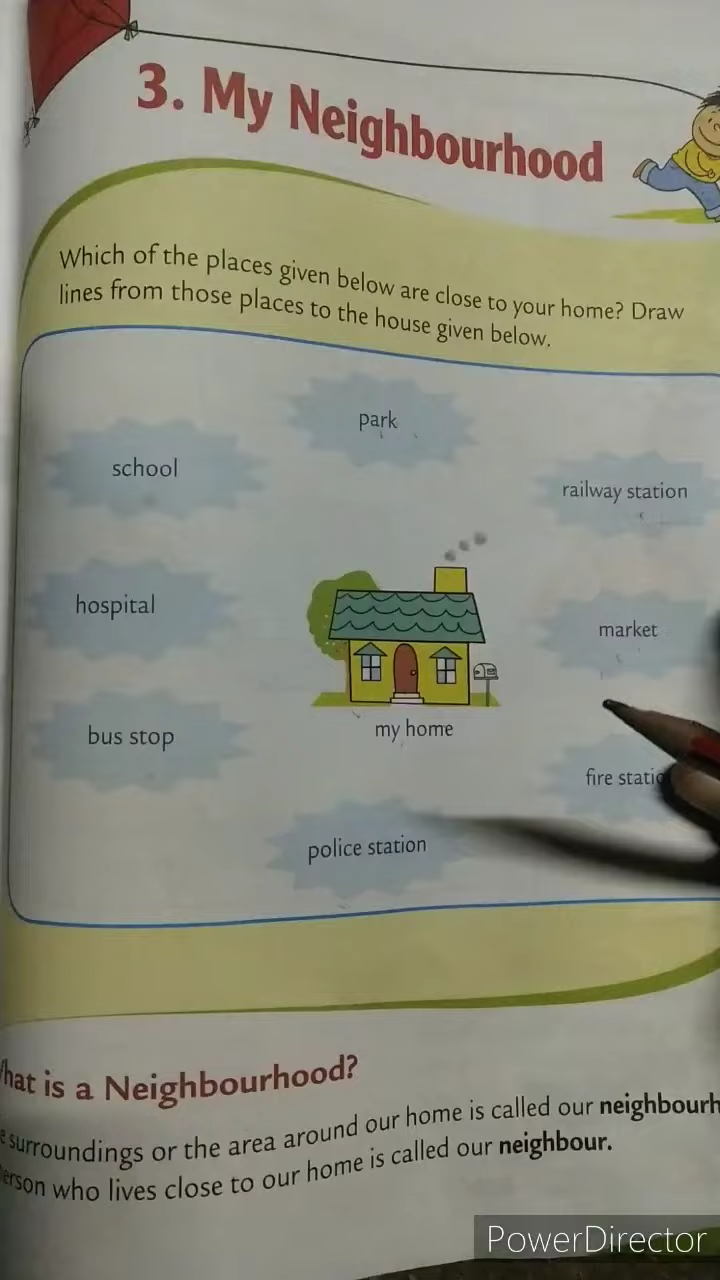 3. My Neighbourhood
Which of the places given below are close to your home? Draw
lines from those places to the house given below.
park
school
railway station
hospital
market
bus stop
my home
fire statio
police station
hat is a Neighbourhood?
e surroundings or the area around our home is called our neighbourh
erson who lives close to our home is called our neighbour.
PowerDirector